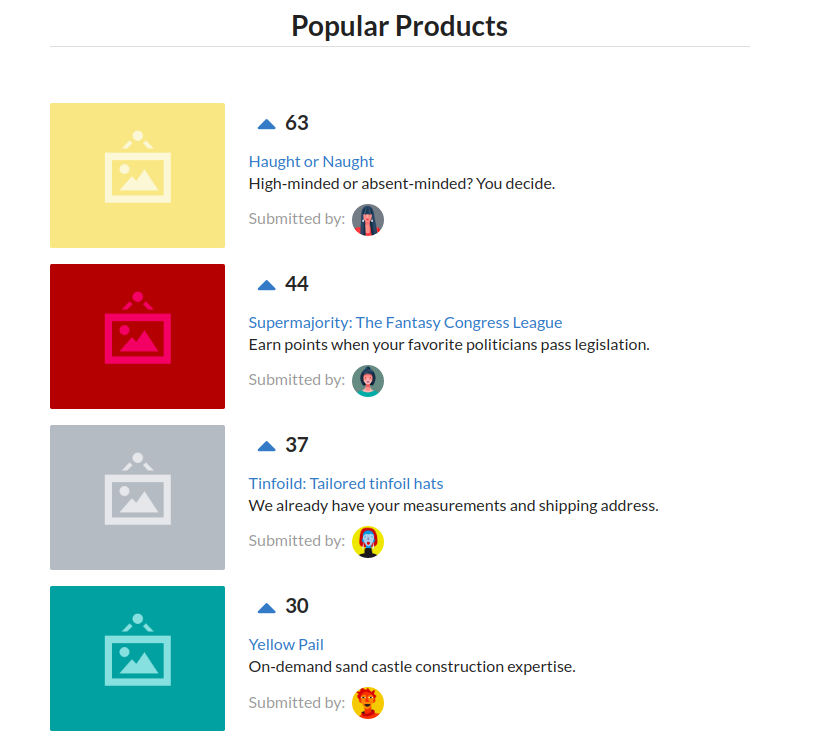 Popular Products
63
Haught or Naught
High-minded or absent-minded? You decide.
Submitted by:
44
Supermajority: The Fantasy Congress League
Earn points when your favorite politicians pass legislation.
Submitted by:
37
Tinfoild: Tailored tinfoil hats
We already have your measurements and shipping address.
Submitted by:
30
Yellow Pail
On-demand sand castle construction expertise.
Submitted by: